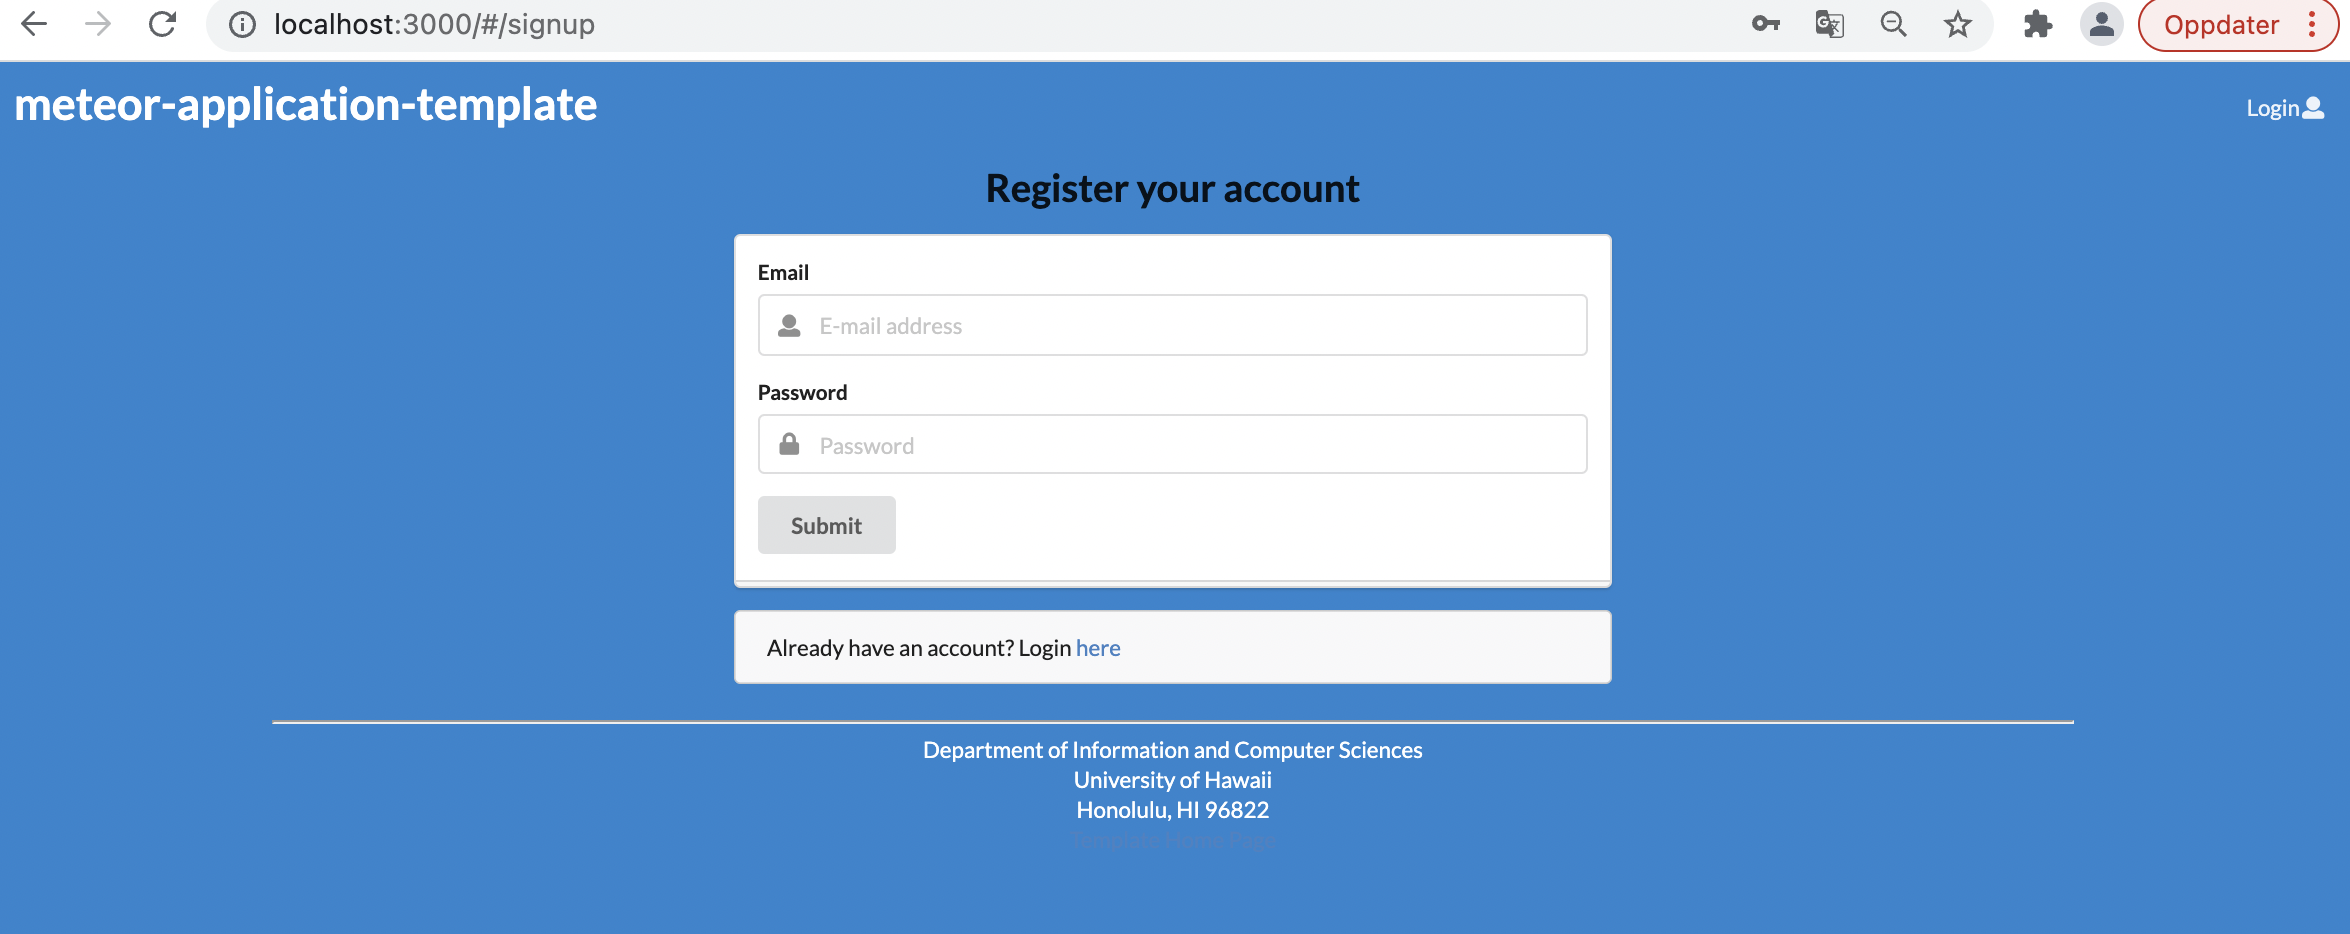 localhost:3000/#/signup
Oppdater
meteor-application-template
Login
Register your account
Email
E-mail address
Password
Password
Submit
Already have an account? Login here
Department of Information and Computer Sciences
University of Hawaii
Honolulu, HI 96822
Template Home Page